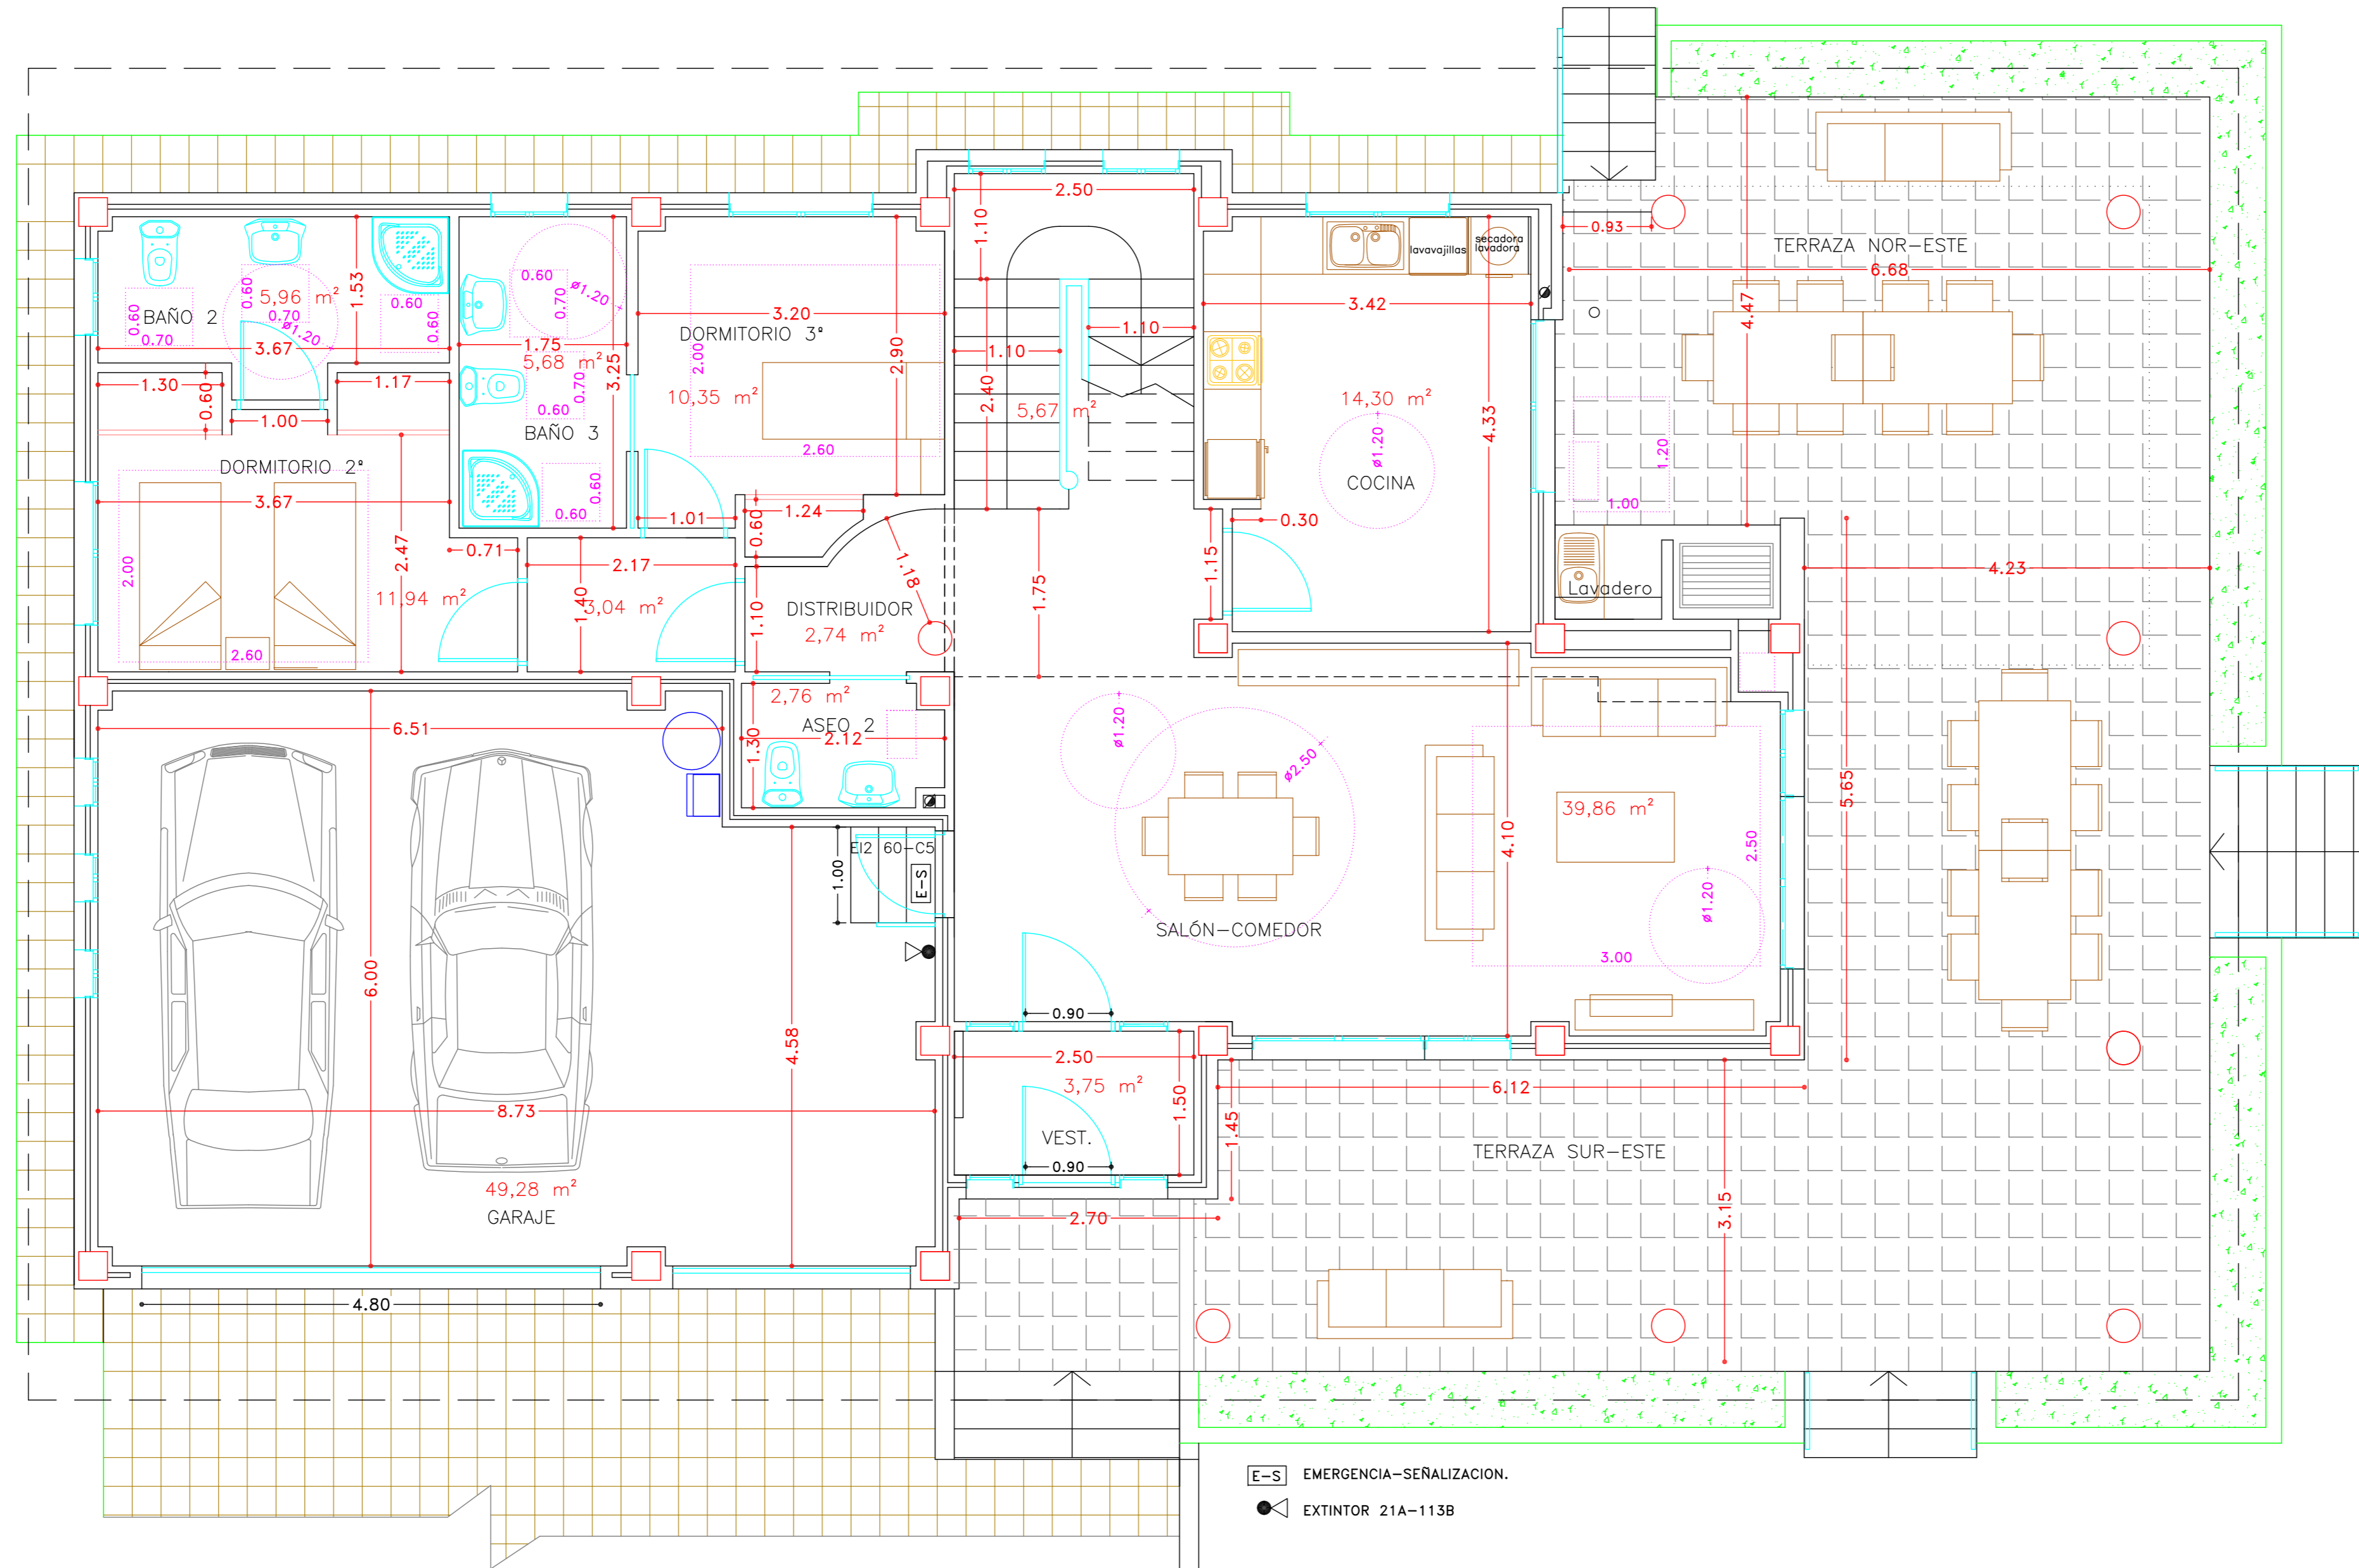 2.50
1.10
0.93
TERRAZA NOR-ESTE
6.68
0.60
0.60
5,96 m²
0.70
1.53
0.60
0.60
BAÑO 2
0.60
0.70
ø1.20
3.67
0.60
0.70
ø1.20
1.75
5,68 m²
3.25
0.70
0.60
BAÑO 3
0.60
0.60
3.20
DORMITORIO 3º
2.00
2.90
10,35 m²
2.60
1.10
1.10
2.40
5,67 m²
lavavajillas
secadora
lavadora
3.42
14,30 m²
4.33
ø1.20
COCINA
4.47
1.20
1.00
1.30
0.60
1.17
1.00
DORMITORIO 2º
3.67
2.47
0.71
2.00
11,94 m²
2.60
2.17
1.40
3,04 m²
1.01
1.24
0.60
1.18
1.10
DISTRIBUIDOR
2,74 m²
1.75
1.15
0.30
Lavadero
4.23
5.65
6.51
2,76 m²
ASEO 2
2.12
1.30
ø1.20
ø2.50
4.10
39,86 m²
2.50
ø1.20
3.00
SALÓN-COMEDOR
EI2 60-C5
E-S
1.00
6.00
4.58
8.73
49,28 m²
GARAJE
4.80
0.90
2.50
3,75 m²
1.50
VEST.
0.90
2.70
1.45
6.12
TERRAZA SUR-ESTE
3.15
E-S EMERGENCIA-SEÑALIZACION.
EXTINTOR 21A-113B